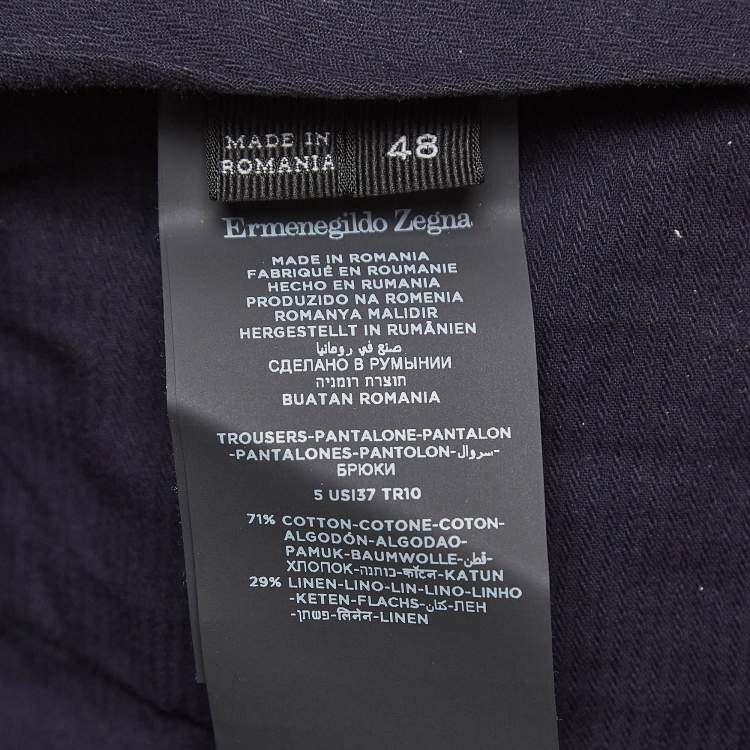 MADE IN
ROMANIA
48
Ermenegildo Zegna
MADE IN ROMANIA
FABRIQUÉ EN ROUMANIE
HECHO EN RUMANIA
PRODUZIDO NA ROMENIA
ROMANYA MALIDIR
HERGESTELLT IN RUMÄNIEN
صنع في رومانيا
СДЕЛАНО В РУМЫНИИ
תוצרת רומניה
BUATAN ROMANIA
TROUSERS-PANTALONE-PANTALON
-PANTALONES-PANTOLON-سروال-
БРЮКИ
5 USI37 TR10
71% COTTON-COTONE-COTON-
ALGODÓN-ALGODAO-
PAMUK-BAUMWOLLE-قطن-
ХЛОПОК-כותנה-कॉटन-KATUN
29% LINEN-LINO-LIN-LINO-LINHO
-KETEN-FLACHS-كتان-ЛЕН
-פשתן-लिनेन-LINEN